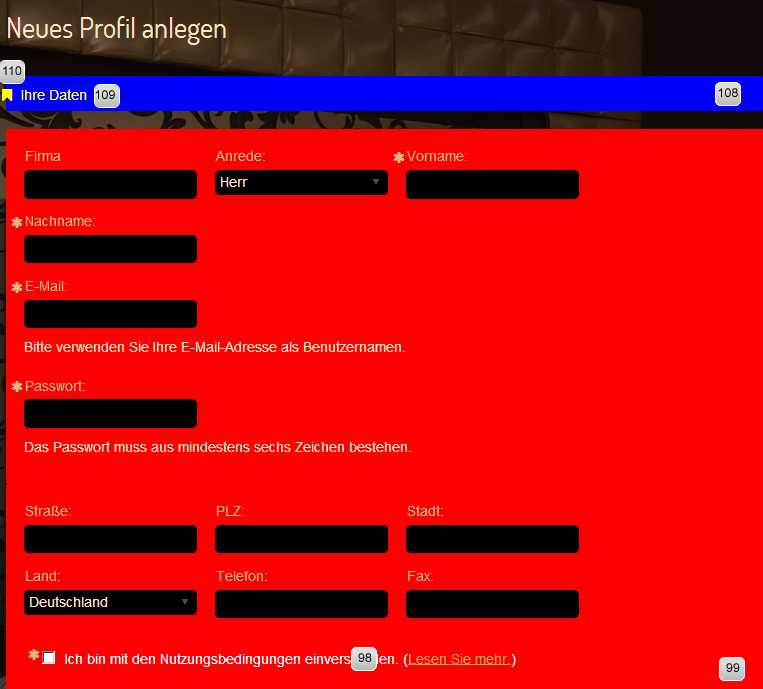 Neues Profil anlegen
110
Ihre Daten 109 108
Firma Anrede: * Vorname:
Herr
* Nachname:
* E-Mail:
Bitte verwenden Sie Ihre E-Mail-Adresse als Benutzernamen.
* Passwort:
Das Passwort muss aus mindestens sechs Zeichen bestehen.
Straße: PLZ: Stadt:
Land: Telefon: Fax:
Deutschland
* Ich bin mit den Nutzungsbedingungen einvers 98 en. (Lesen Sie mehr.)
99